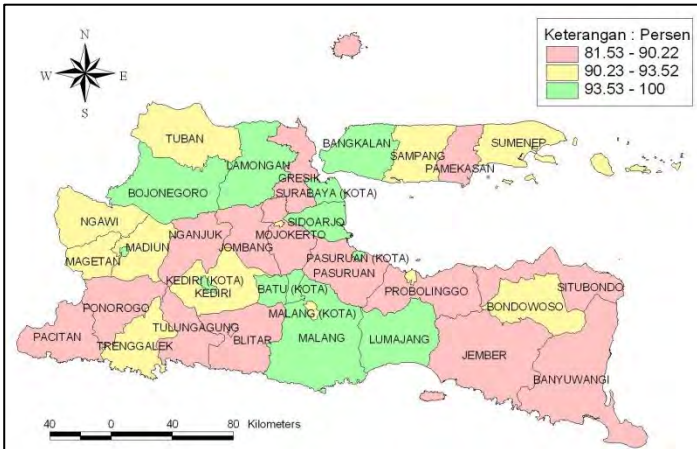 N
W E
S
Keterangan : Persen
81.53 - 90.22
90.23 - 93.52
93.53 - 100
TUBAN
BANGKALAN
SUMENEP
SAMPANG
LAMONGAN
PAMEKASAN
GRESIK
BOJONEGORO
SURABAYA (KOTA)
NGAWI
SIDOARJO
NGANJUK
MOJOKERTO
MADIUN
JOMBANG
PASURUAN (KOTA)
MAGETAN
PASURUAN
KEDIRI (KOTA)
BATU (KOTA)
PROBOLINGGO
SITUBONDO
KEDIRI
PONOROGO
BONDOWOSO
MALANG (KOTA)
TULUNGAGUNG
PACITAN
BLITAR
MALANG
LUMAJANG
TRENGGALEK
JEMBER
BANYUWANGI
40 0 40 80 Kilometers